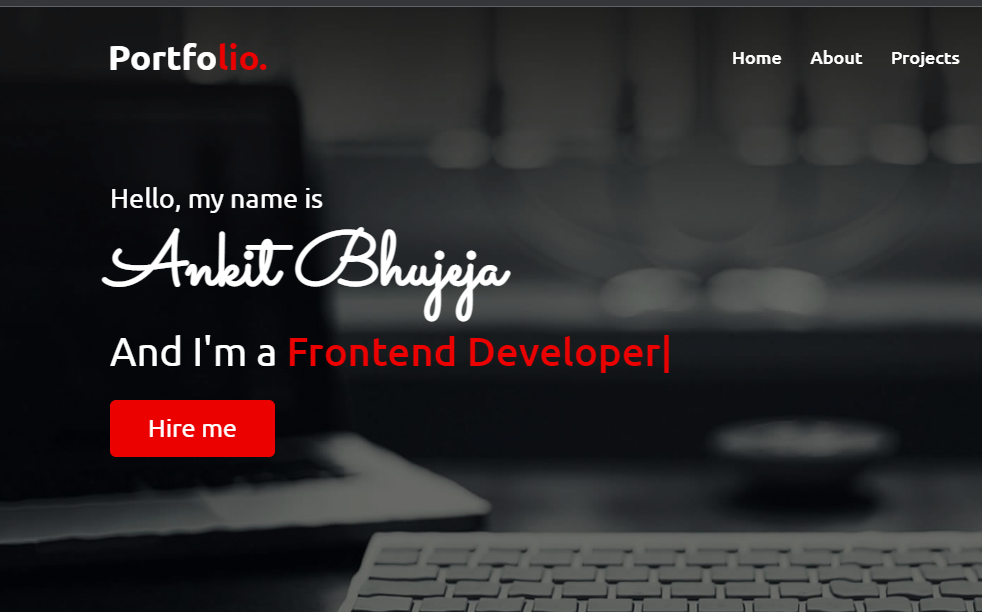 Portfolio.
Home About Projects
Hello, my name is
Ankit Bhujeja
And I'm a Frontend Developer|
Hire me